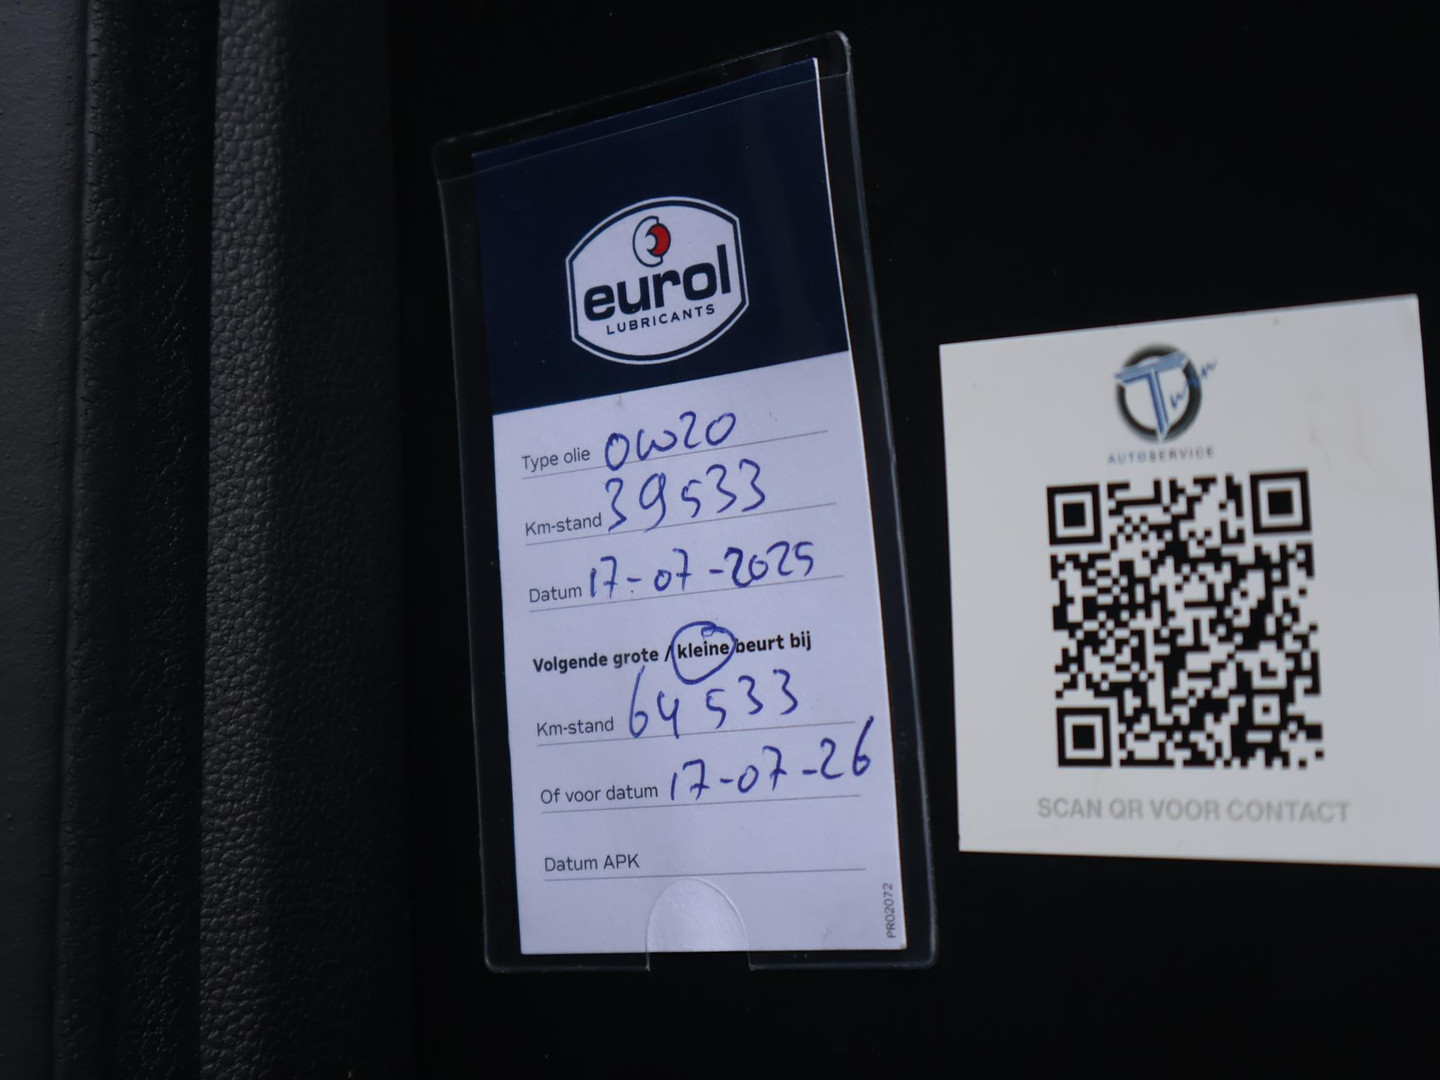 eurol
LUBRICANTS
Type olie 0W20
Km-stand 39533
Datum 17-07-2025
Volgende grote / kleine beurt bij
Km-stand 64533
Of voor datum 17-07-26
Datum APK
PR02072
Twan
AUTOSERVICE
SCAN QR VOOR CONTACT